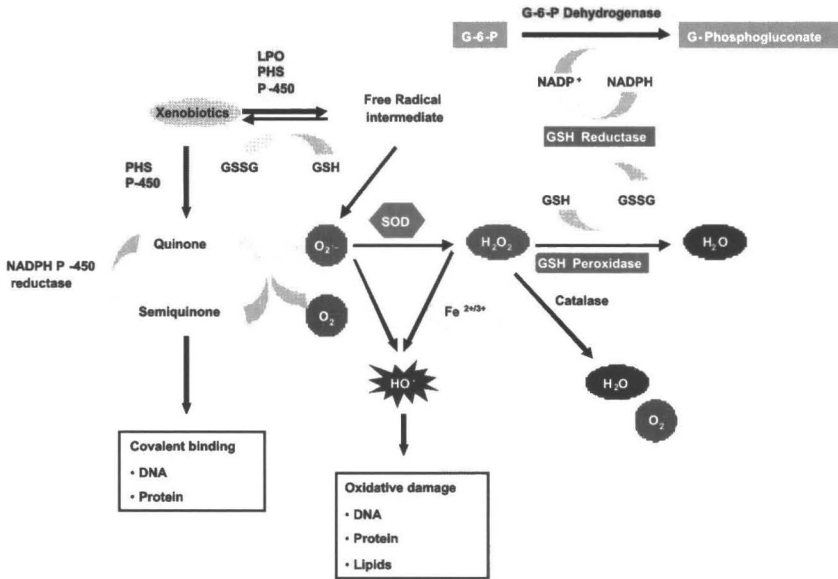 G-6-P Dehydrogenase
G-6-P
G-Phosphogluconate
NADP+ NADPH
GSH Reductase
LPO
PHS
P-450
Xenobiotics
Free Radical
intermediate
GSSG GSH
PHS
P-450
GSH GSSG
SOD
Quinone
O2·-
H2O2
H2O
GSH Peroxidase
NADPH P-450
reductase
Semiquinone
O2
Fe 2+/3+
Catalase
HO·
H2O
O2
Covalent binding
• DNA
• Protein
Oxidative damage
• DNA
• Protein
• Lipids